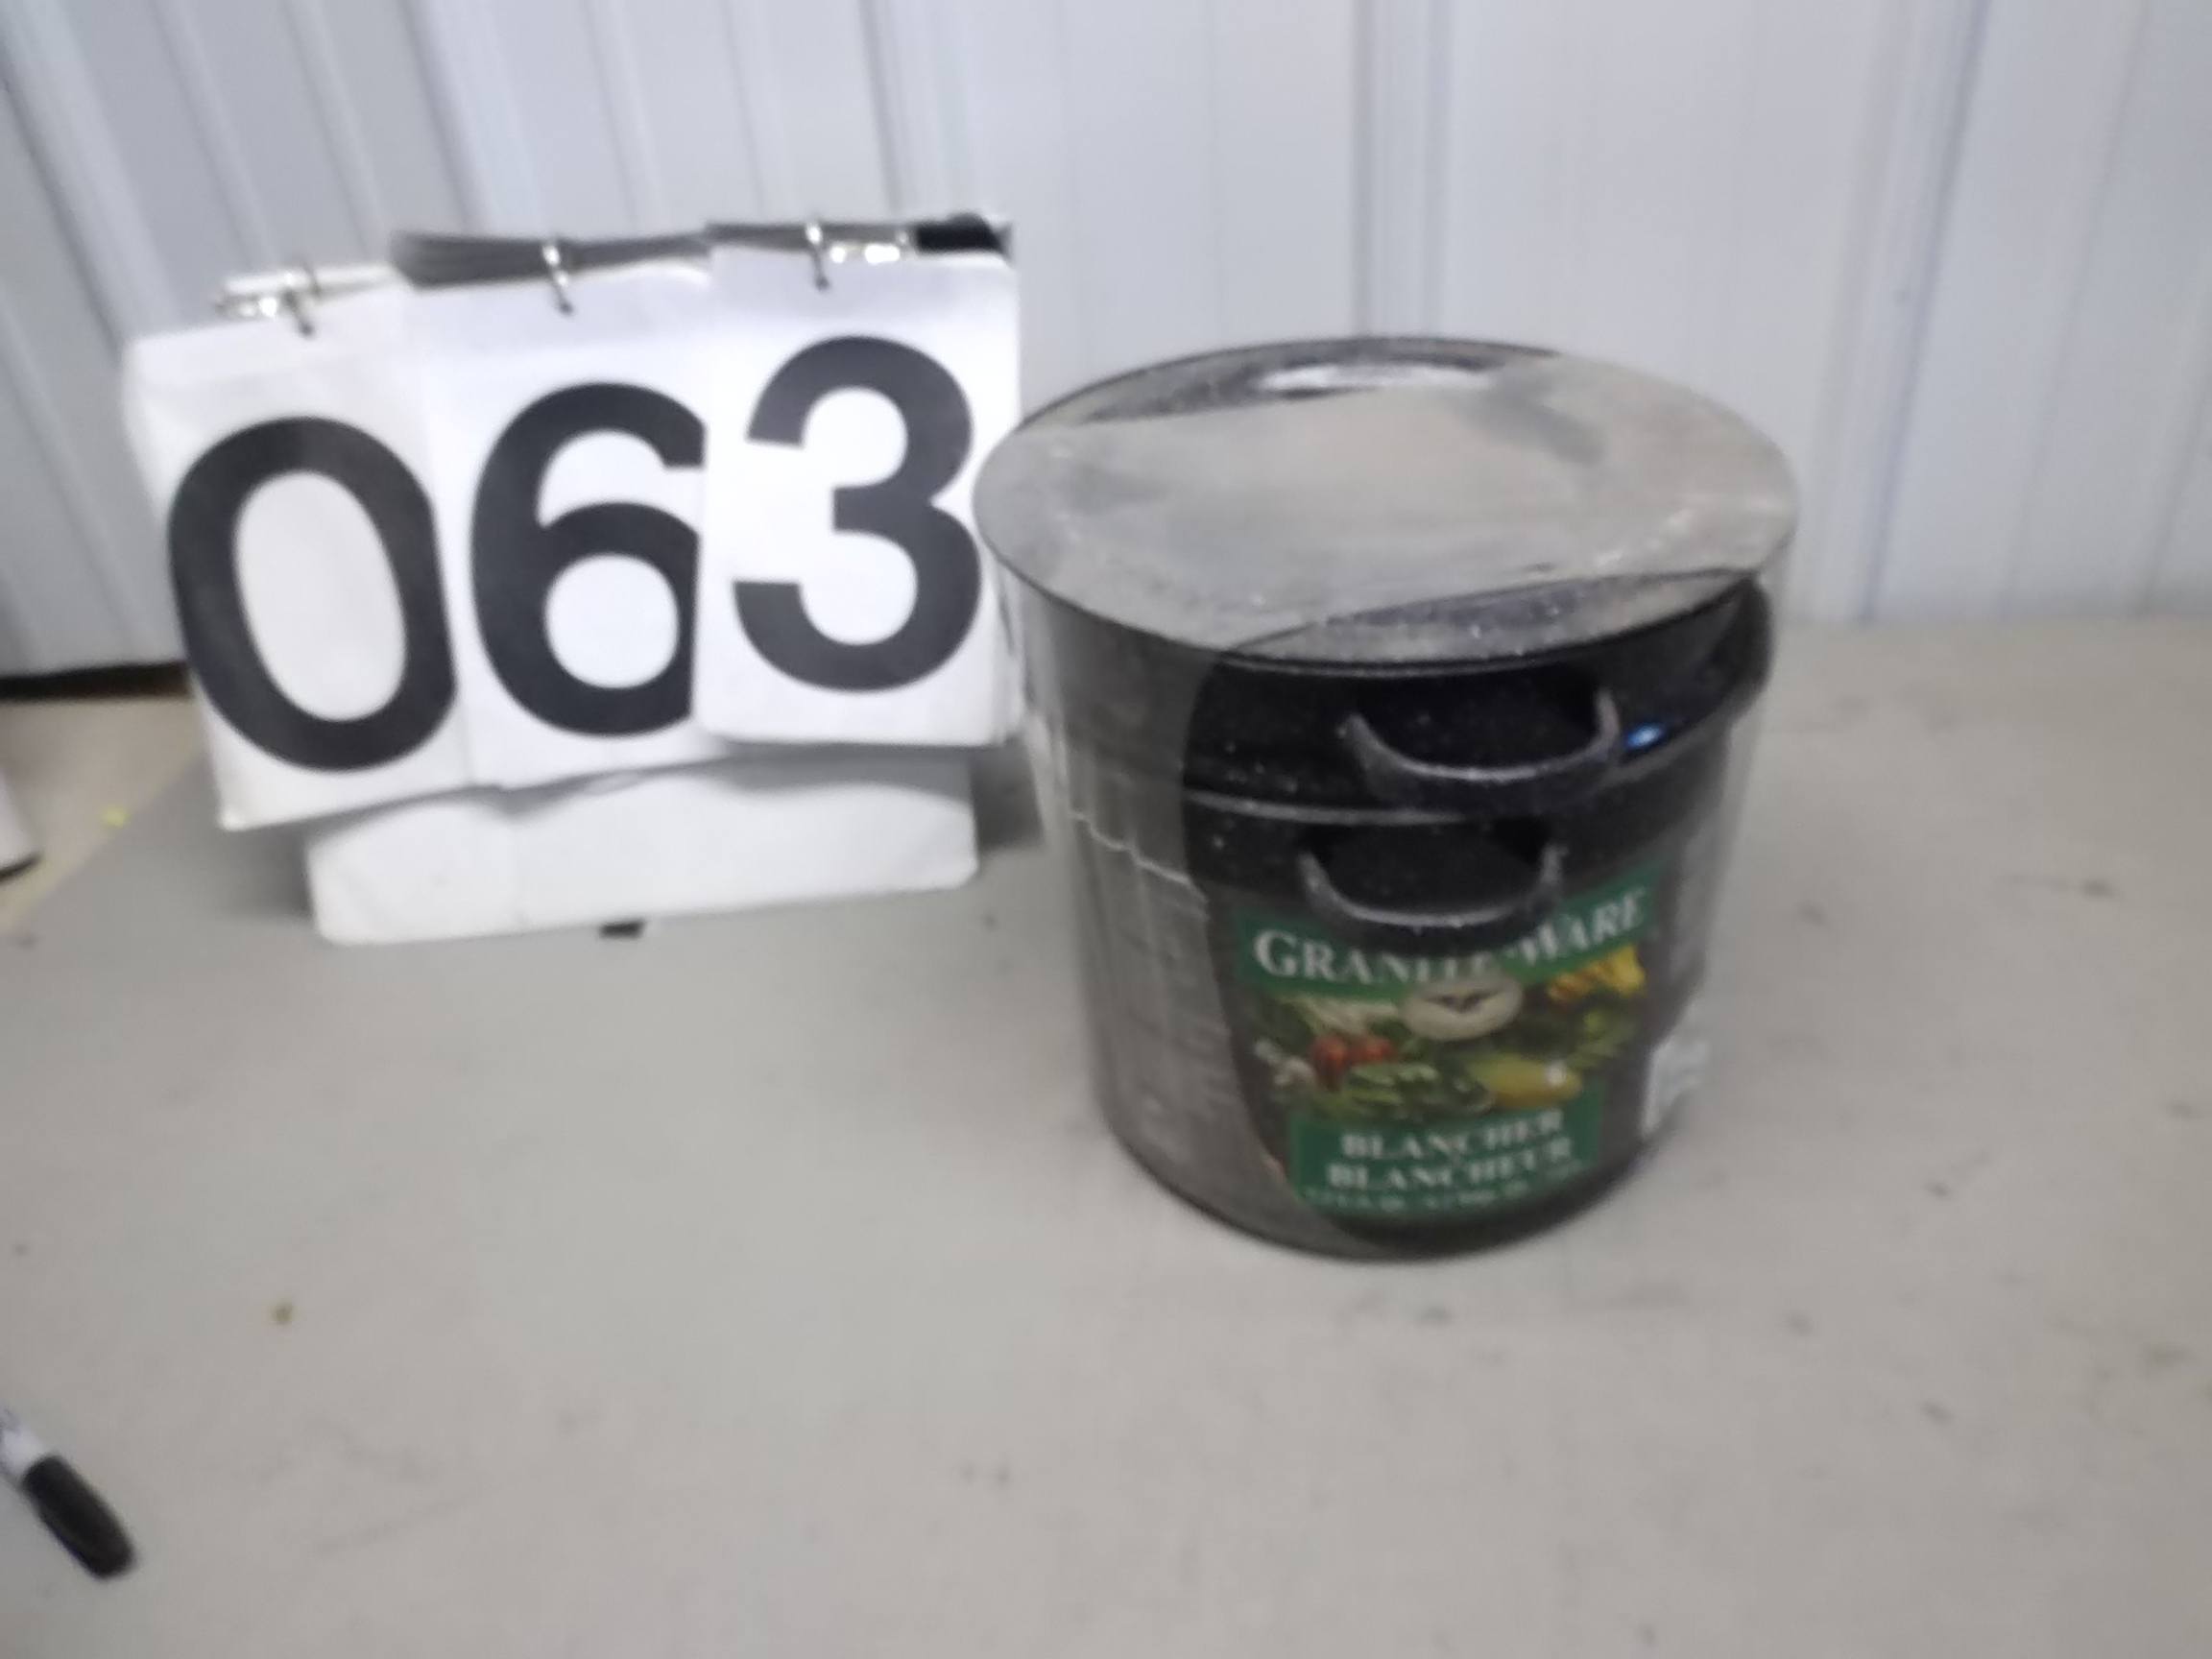 063
GRANITE-WARE
BLANCHER
BLANCHEUR